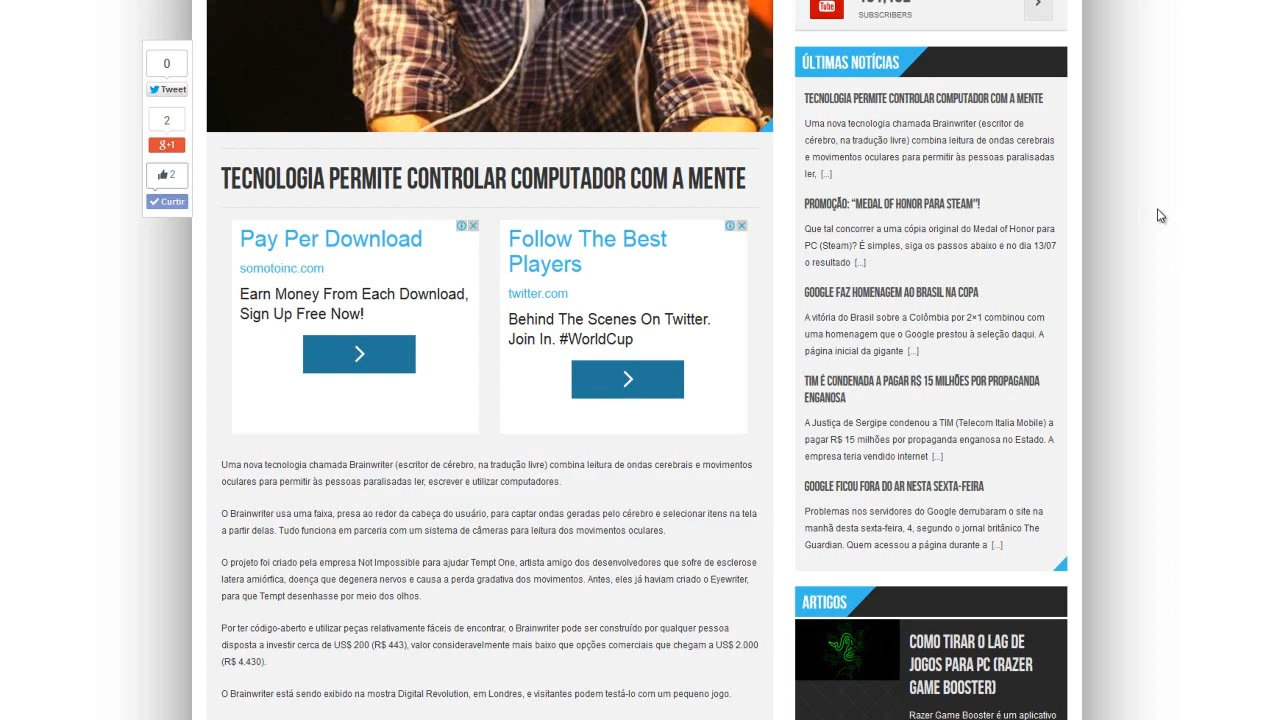 0
Tweet
2
g+1
2
Curtir
TECNOLOGIA PERMITE CONTROLAR COMPUTADOR COM A MENTE
Pay Per Download
somotoinc.com
Earn Money From Each Download,
Sign Up Free Now!
Follow The Best
Players
twitter.com
Behind The Scenes On Twitter.
Join In. #WorldCup
Uma nova tecnologia chamada Brainwriter (escritor de cérebro, na tradução livre) combina leitura de ondas cerebrais e movimentos
oculares para permitir às pessoas paralisadas ler, escrever e utilizar computadores.
O Brainwriter usa uma faixa, presa ao redor da cabeça do usuário, para captar ondas geradas pelo cérebro e selecionar itens na tela
a partir delas. Tudo funciona em parceria com um sistema de câmeras para leitura dos movimentos oculares.
O projeto foi criado pela empresa Not Impossible para ajudar Tempt One, artista amigo dos desenvolvedores que sofre de esclerose
latera amiórfica, doença que degenera nervos e causa a perda gradativa dos movimentos. Antes, eles já haviam criado o Eyewriter,
para que Tempt desenhasse por meio dos olhos.
Por ter código-aberto e utilizar peças relativamente fáceis de encontrar, o Brainwriter pode ser construído por qualquer pessoa
disposta a investir cerca de US$ 200 (R$ 443), valor consideravelmente mais baixo que opções comerciais que chegam a US$ 2.000
(R$ 4.430).
O Brainwriter está sendo exibido na mostra Digital Revolution, em Londres, e visitantes podem testá-lo com um pequeno jogo.
Tube
SUBSCRIBERS
ÚLTIMAS NOTÍCIAS
TECNOLOGIA PERMITE CONTROLAR COMPUTADOR COM A MENTE
Uma nova tecnologia chamada Brainwriter (escritor de
cérebro, na tradução livre) combina leitura de ondas cerebrais
e movimentos oculares para permitir às pessoas paralisadas
ler, [...]
PROMOÇÃO: “MEDAL OF HONOR PARA STEAM”!
Que tal concorrer a uma cópia original do Medal of Honor para
PC (Steam)? É simples, siga os passos abaixo e no dia 13/07
o resultado [...]
GOOGLE FAZ HOMENAGEM AO BRASIL NA COPA
A vitória do Brasil sobre a Colômbia por 2×1 combinou com
uma homenagem que o Google prestou à seleção daqui. A
página inicial da gigante [...]
TIM É CONDENADA A PAGAR R$ 15 MILHÕES POR PROPAGANDA
ENGANOSA
A Justiça de Sergipe condenou a TIM (Telecom Italia Mobile) a
pagar R$ 15 milhões por propaganda enganosa no Estado. A
empresa teria vendido internet [...]
GOOGLE FICOU FORA DO AR NESTA SEXTA-FEIRA
Problemas nos servidores do Google derrubaram o site na
manhã desta sexta-feira, 4, segundo o jornal britânico The
Guardian. Quem acessou a página durante a [...]
ARTIGOS
COMO TIRAR O LAG DE
JOGOS PARA PC (RAZER
GAME BOOSTER)
Razer Game Booster é um aplicativo